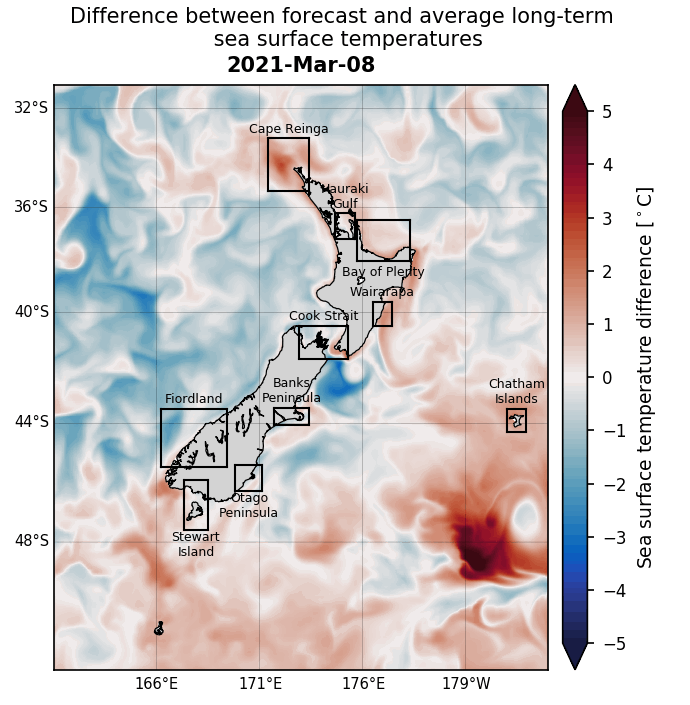 Difference between forecast and average long-term
sea surface temperatures
2021-Mar-08
32°S
36°S
40°S
44°S
48°S
Cape Reinga
Hauraki
Gulf
Bay of Plenty
Wairarapa
Cook Strait
Banks
Peninsula
Chatham
Islands
Fiordland
Otago
Peninsula
Stewart
Island
166°E
171°E
176°E
179°W
5
4
3
2
1
0
−1
−2
−3
−4
−5
Sea surface temperature difference [°C]